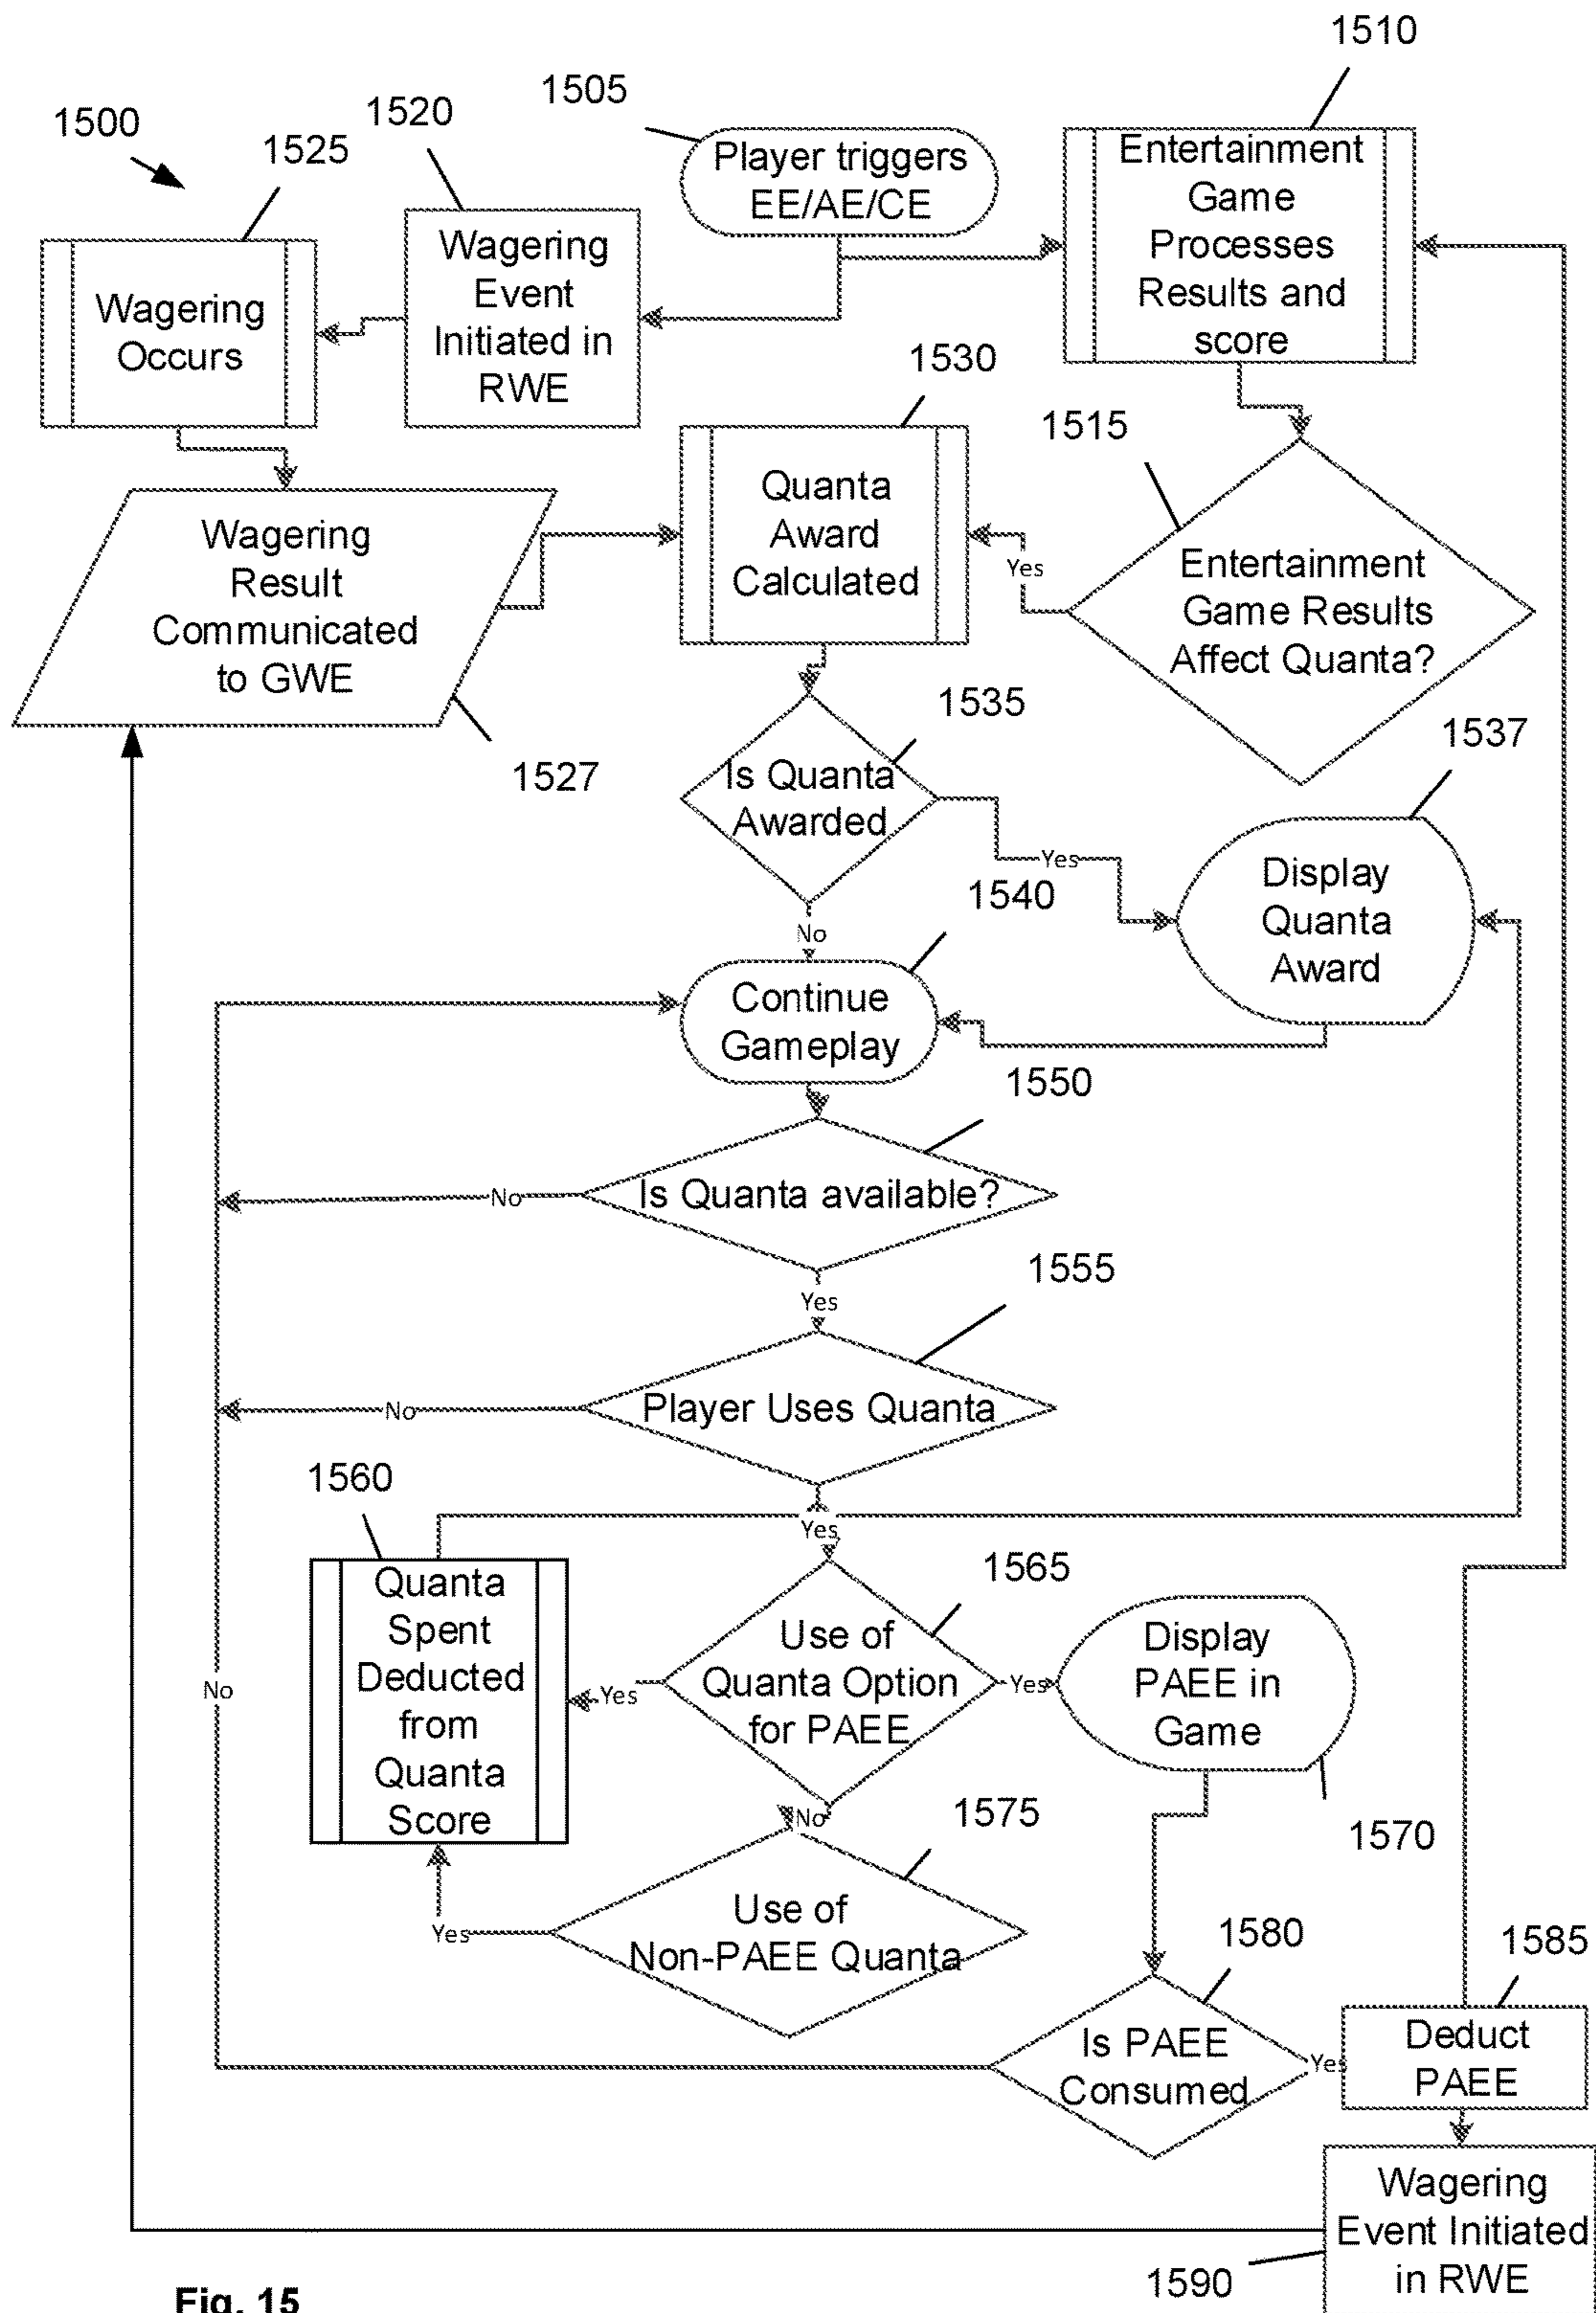 1510
1505
1520
1500
1525
Player triggers
EE/AE/CE
Entertainment
Game
Processes
Results and
score
Wagering
Event
Initiated in
RWE
Wagering
Occurs
1530
1515
Quanta
Award
Calculated
Wagering
Result
Communicated
to GWE
Yes
Entertainment
Game Results
Affect Quanta?
1535
1537
1527
Is Quanta
Awarded
Yes
Display
Quanta
Award
1540
No
Continue
Gameplay
1550
Is Quanta available?
No
1555
Yes
Player Uses Quanta
No
1560
Yes
1565
Quanta
Spent
Deducted
from
Quanta
Score
Use of
Quanta Option
for PAEE
Yes
Yes
Display
PAEE in
Game
No
No
1575
1570
Use of
Non-PAEE Quanta
Yes
1580
1585
Is PAEE
Consumed
Yes
Deduct
PAEE
Wagering
Event Initiated
in RWE
1590
Fig. 15